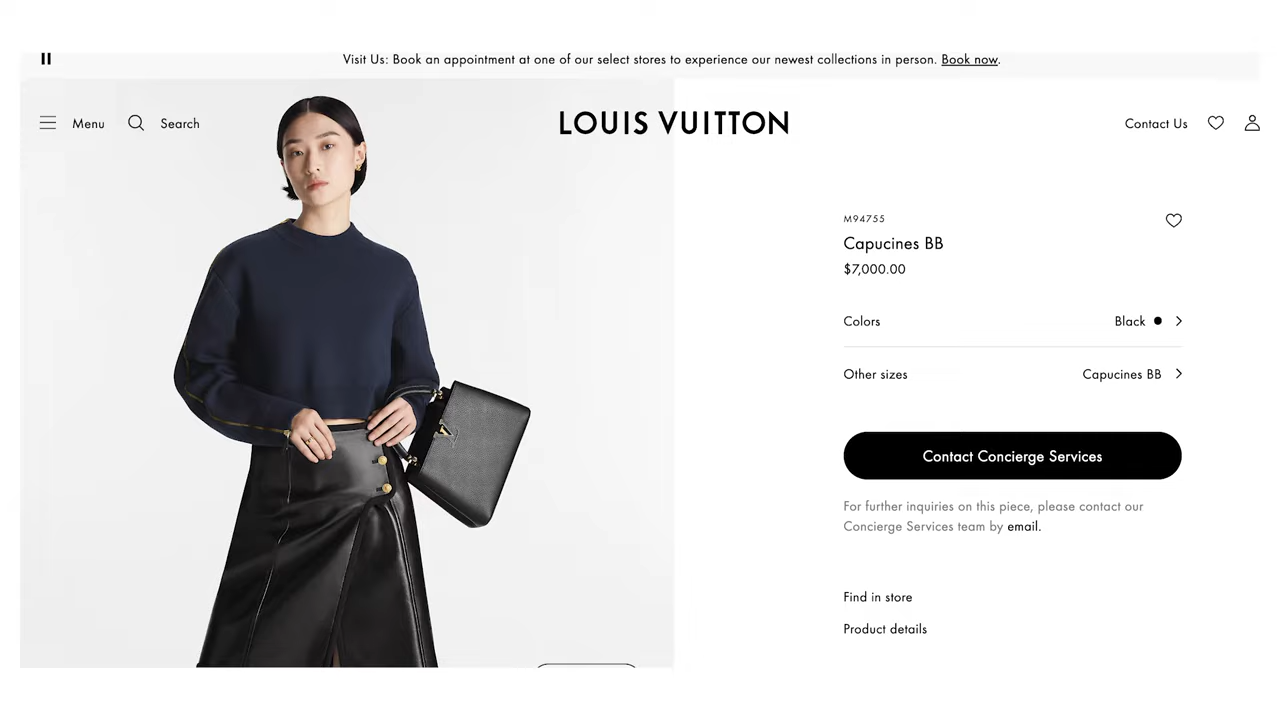 Visit Us: Book an appointment at one of our select stores to experience our newest collections in person. Book now.
Menu
Search
LOUIS VUITTON
Contact Us
M94755
Capucines BB
$7,000.00
Colors
Black
Other sizes
Capucines BB
Contact Concierge Services
For further inquiries on this piece, please contact our
Concierge Services team by email.
Find in store
Product details